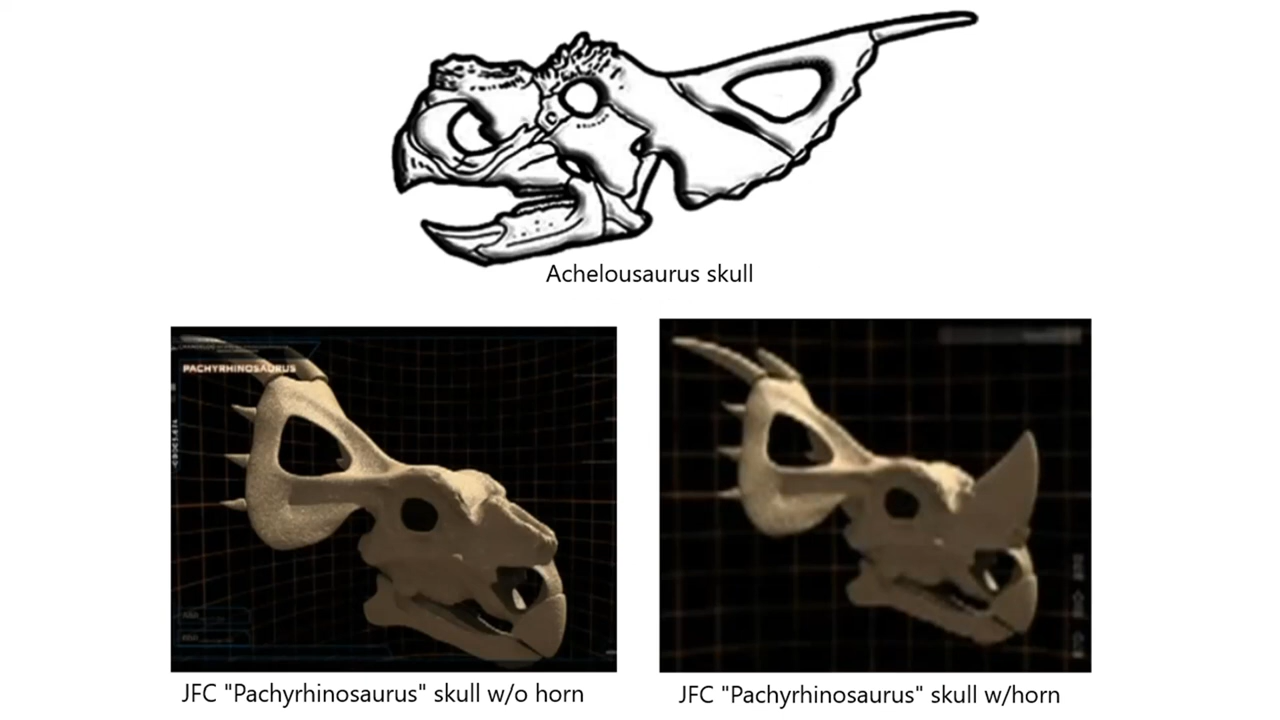 Achelousaurus skull
PACHYRHINOSAURUS
JFC "Pachyrhinosaurus" skull w/o horn
JFC "Pachyrhinosaurus" skull w/horn